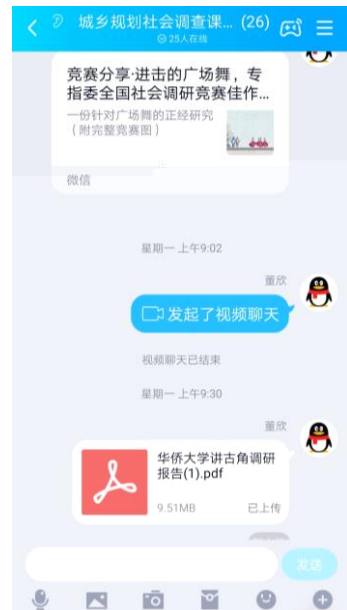 城乡规划社会调查课... (26)
25人在线
竞赛分享·进击的广场舞，专
指委全国社会调研竞赛佳作...
一份针对广场舞的正经研究
（附完整竞赛图）
微信
星期一 上午9:02
董欣
发起了视频聊天
视频聊天已结束
星期一 上午9:30
董欣
华侨大学讲古角调研
报告(1).pdf
9.51MB
已上传
发送